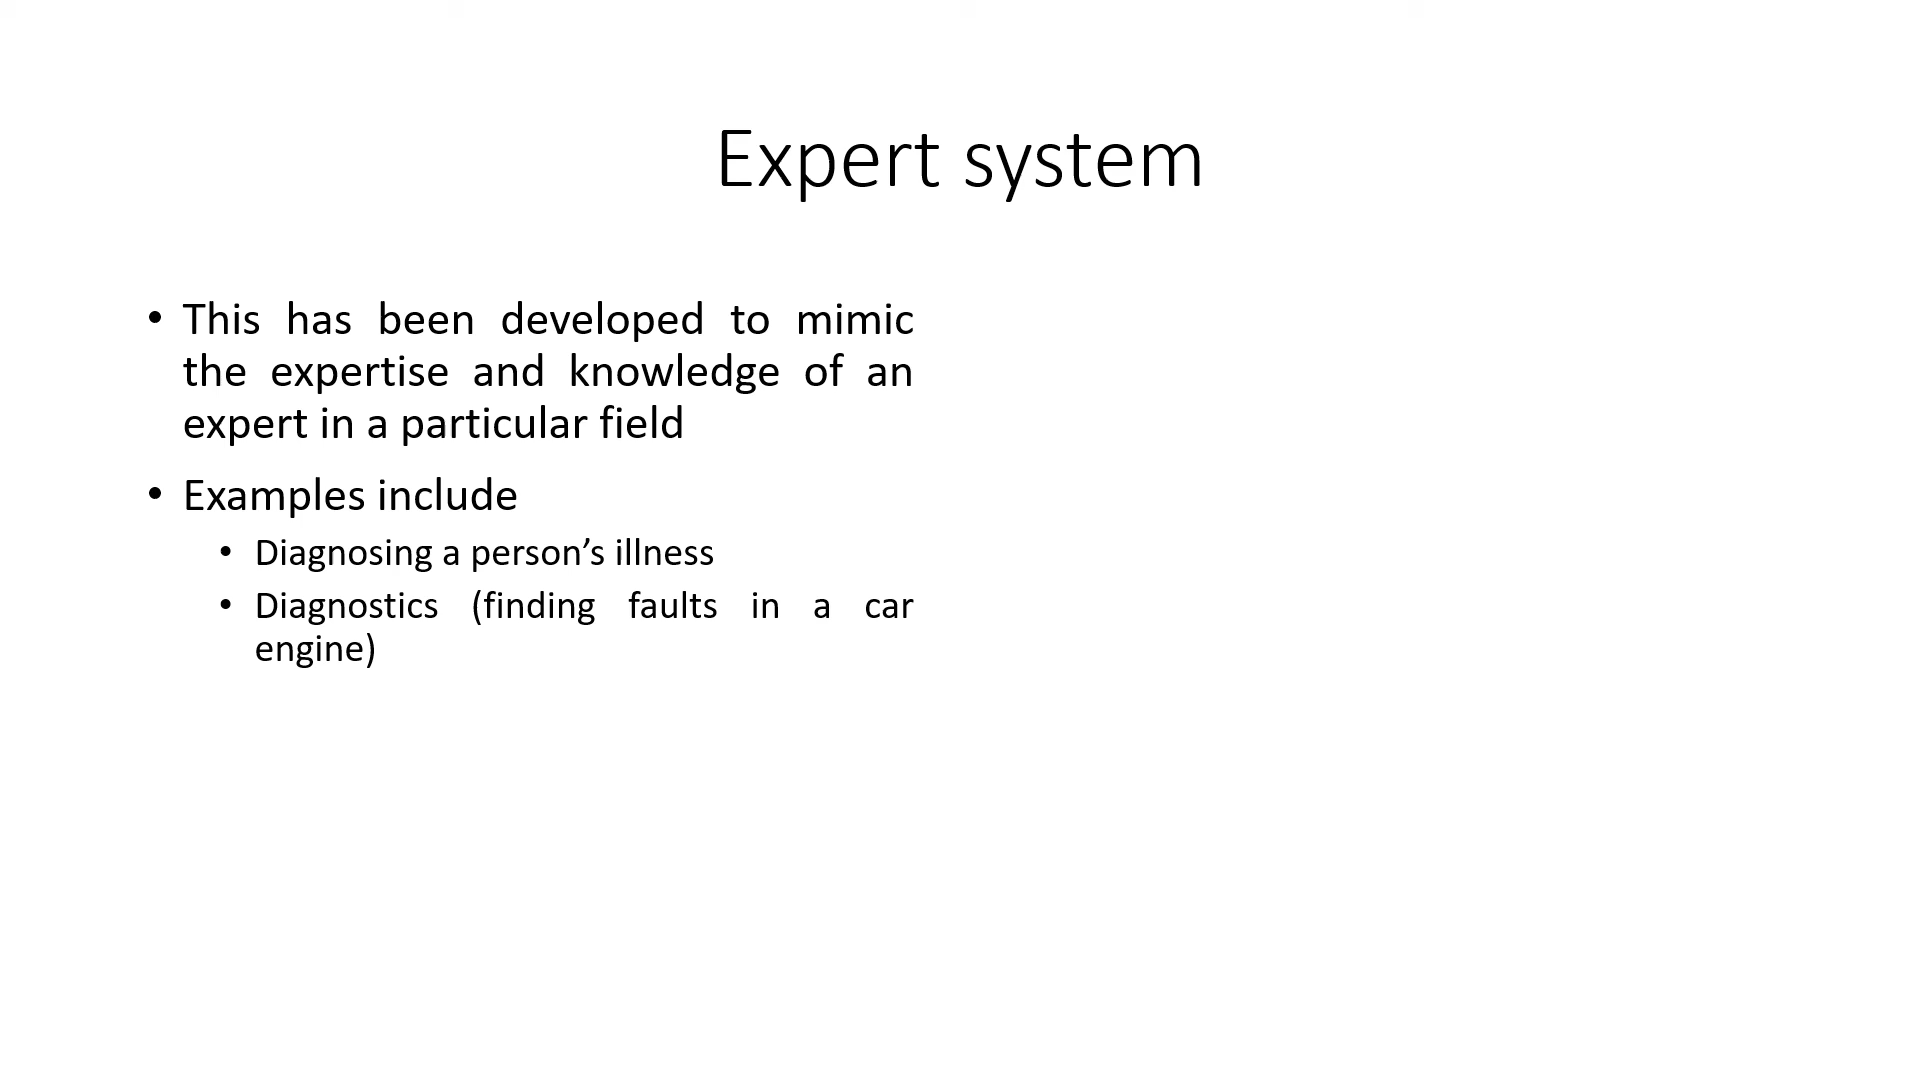 Expert system
• This has been developed to mimic
the expertise and knowledge of an
expert in a particular field
• Examples include
• Diagnosing a person’s illness
• Diagnostics (finding faults in a car
engine)